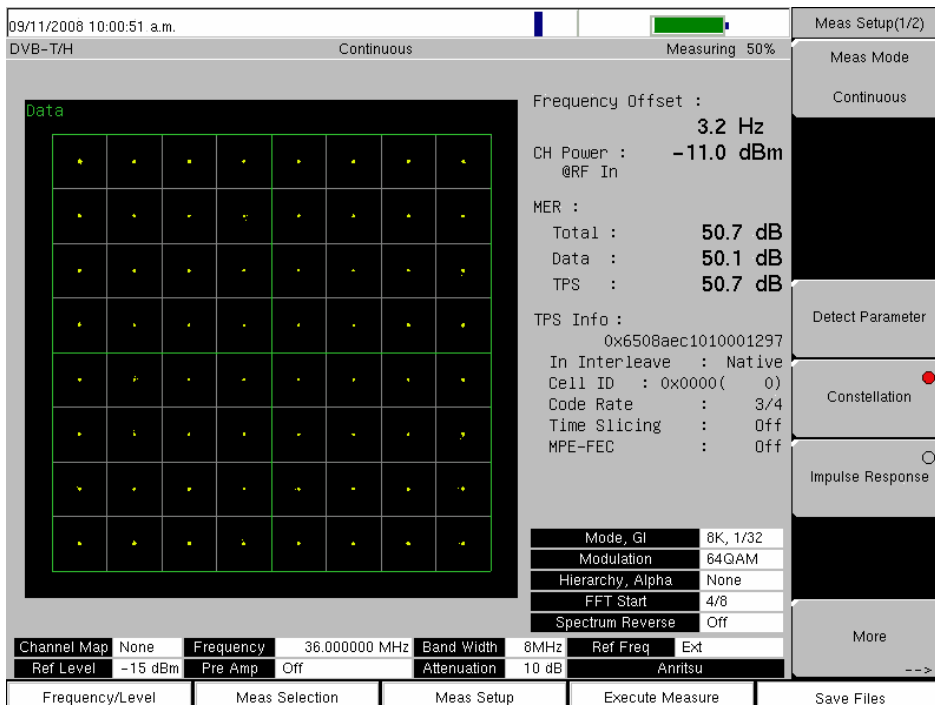 09/11/2008 10:00:51 a.m.
DVB-T/H Continuous Measuring 50%
Data
Frequency Offset :
3.2 Hz
CH Power : -11.0 dBm
@RF In
MER :
Total : 50.7 dB
Data : 50.1 dB
TPS : 50.7 dB
TPS Info :
0x6508aec1010001297
In Interleave : Native
Cell ID : 0x0000( 0)
Code Rate : 3/4
Time Slicing : Off
MPE-FEC : Off
Mode, GI 8K, 1/32
Modulation 64QAM
Hierarchy, Alpha None
FFT Start 4/8
Spectrum Reverse Off
Channel Map None Frequency 36.000000 MHz Band Width 8MHz Ref Freq Ext
Ref Level -15 dBm Pre Amp Off Attenuation 10 dB Anritsu
Meas Setup(1/2)
Meas Mode
Continuous
Detect Parameter
Constellation
Impulse Response
More
-->
Frequency/Level Meas Selection Meas Setup Execute Measure Save Files